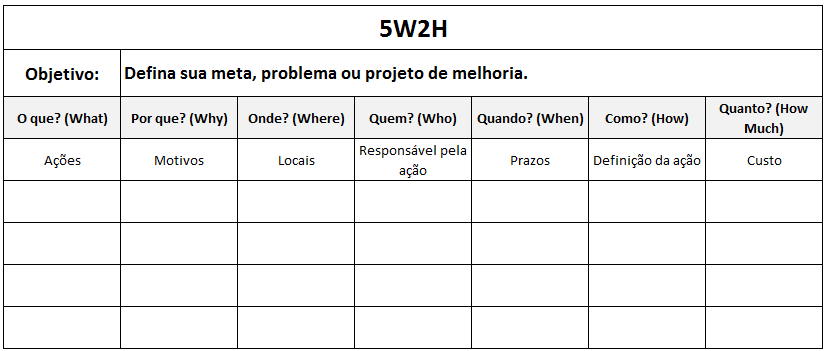 5W2H
Objetivo: Defina sua meta, problema ou projeto de melhoria.
O que? (What) Por que? (Why) Onde? (Where) Quem? (Who) Quando? (When) Como? (How) Quanto? (How Much)
Ações Motivos Locais Responsável pela ação Prazos Definição da ação Custo